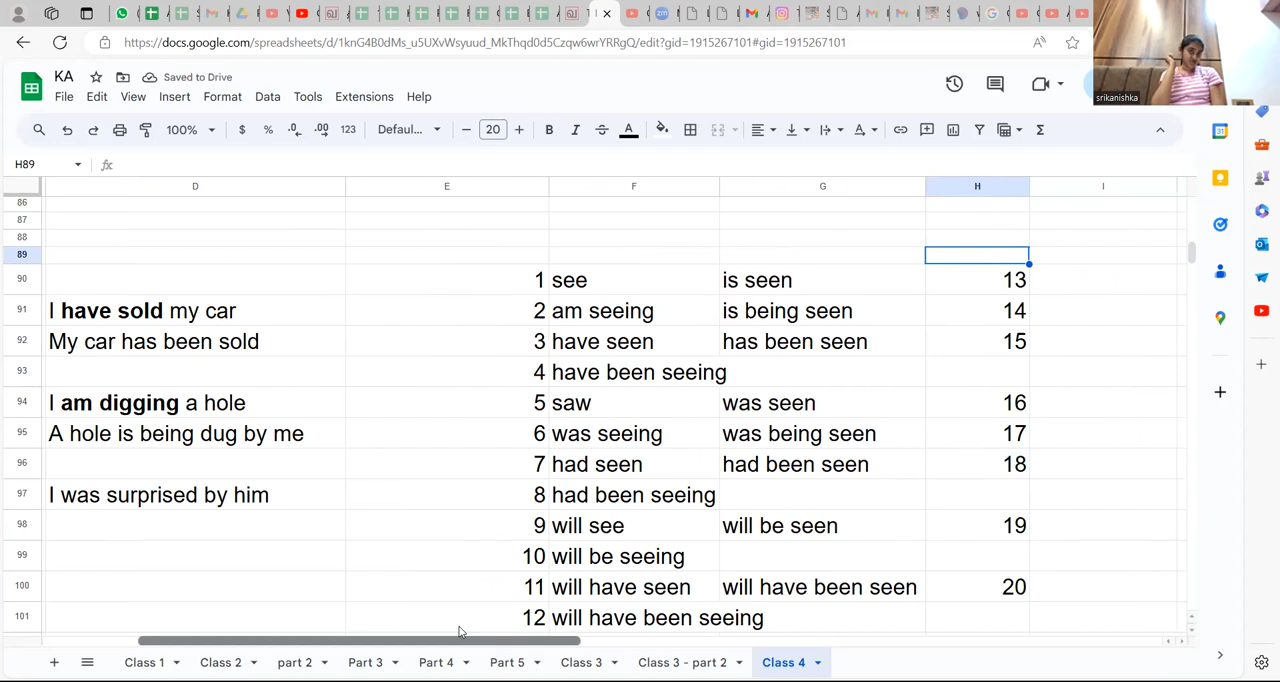 https://docs.google.com/spreadsheets/d/1knG4B0dMs_u5UXvWsyuud_MkThqd0d5Czqw6wrYRRgQ/edit?gid=1915267101#gid=1915267101
srikanishka
KA Saved to Drive
File Edit View Insert Format Data Tools Extensions Help
100% $ % .0 .00 123 Defaul... 20 B I A
H89 fx
D E F G H I
86
87
88
89
90 1 see is seen 13
91 I have sold my car 2 am seeing is being seen 14
92 My car has been sold 3 have seen has been seen 15
93 4 have been seeing
94 I am digging a hole 5 saw was seen 16
95 A hole is being dug by me 6 was seeing was being seen 17
96 7 had seen had been seen 18
97 I was surprised by him 8 had been seeing
98 9 will see will be seen 19
99 10 will be seeing
100 11 will have seen will have been seen 20
101 12 will have been seeing
Class 1 Class 2 part 2 Part 3 Part 4 Part 5 Class 3 Class 3 - part 2 Class 4